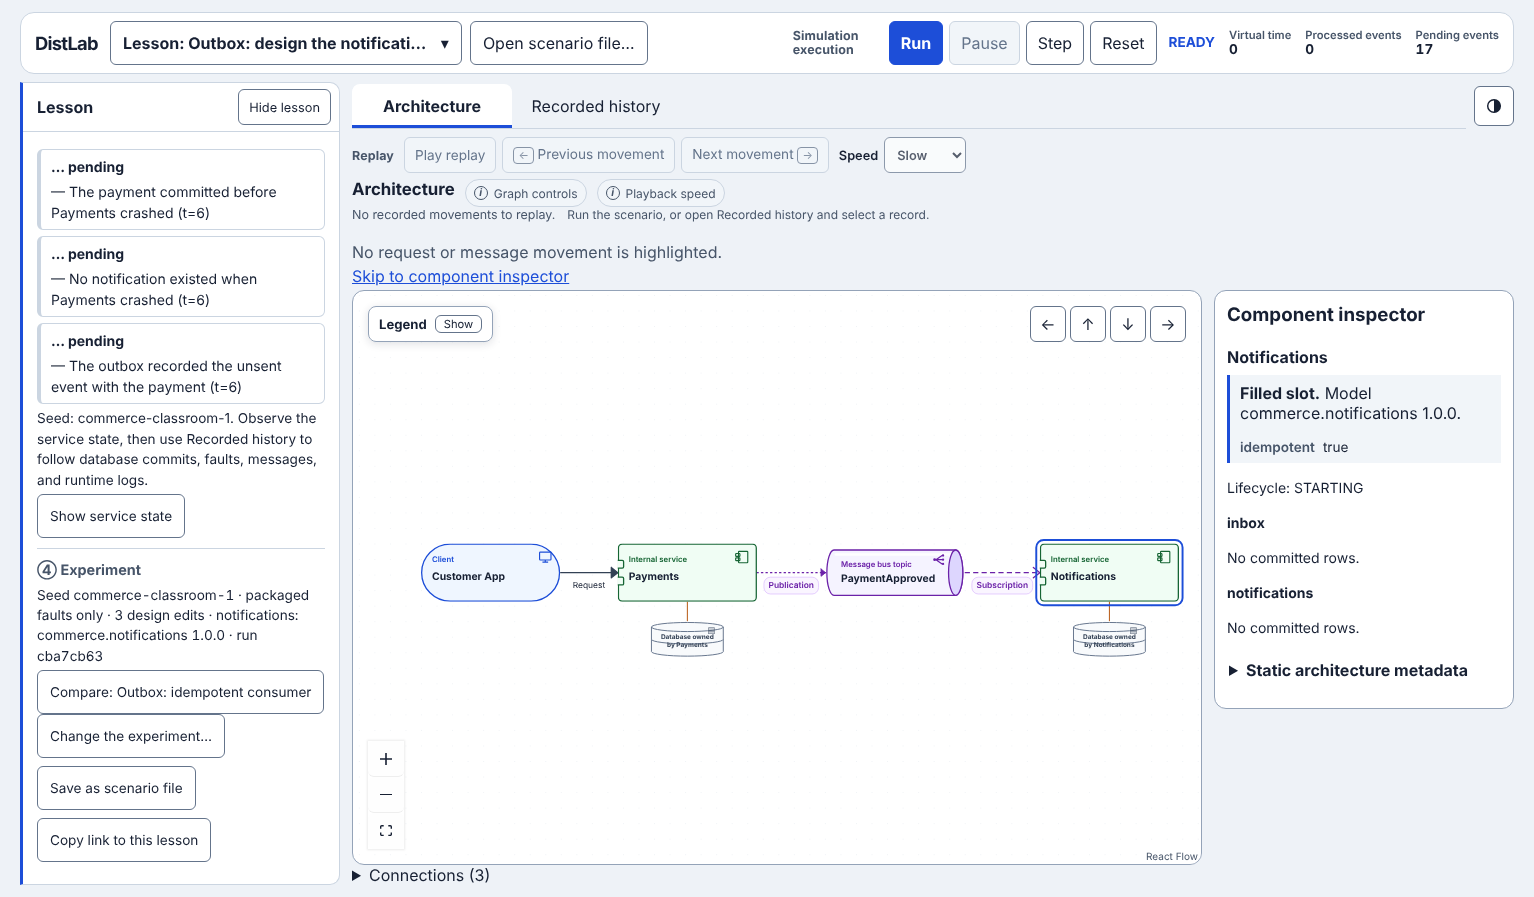 DistLab
Lesson: Outbox: design the notificati... ▼
Open scenario file...
Simulation
execution
Run
Pause
Step
Reset
READY
Virtual time
0
Processed events
0
Pending events
17
Lesson
Hide lesson
... pending
— The payment committed before
Payments crashed (t=6)
... pending
— No notification existed when
Payments crashed (t=6)
... pending
— The outbox recorded the unsent
event with the payment (t=6)
Seed: commerce-classroom-1. Observe the
service state, then use Recorded history to
follow database commits, faults, messages,
and runtime logs.
Show service state
④ Experiment
Seed commerce-classroom-1 · packaged
faults only · 3 design edits · notifications:
commerce.notifications 1.0.0 · run
cba7cb63
Compare: Outbox: idempotent consumer
Change the experiment...
Save as scenario file
Copy link to this lesson
Architecture
Recorded history
Replay
Play replay
← Previous movement
Next movement →
Speed
Slow
Architecture
i Graph controls
i Playback speed
No recorded movements to replay. Run the scenario, or open Recorded history and select a record.
No request or message movement is highlighted.
Skip to component inspector
Legend
Show
← ↑ ↓ →
Client
Customer App
Request
Internal service
Payments
Database owned
by Payments
Publication
Message bus topic
PaymentApproved
Subscription
Internal service
Notifications
Database owned
by Notifications
+
−
React Flow
▶ Connections (3)
Component inspector
Notifications
Filled slot. Model
commerce.notifications 1.0.0.
idempotent true
Lifecycle: STARTING
inbox
No committed rows.
notifications
No committed rows.
▶ Static architecture metadata